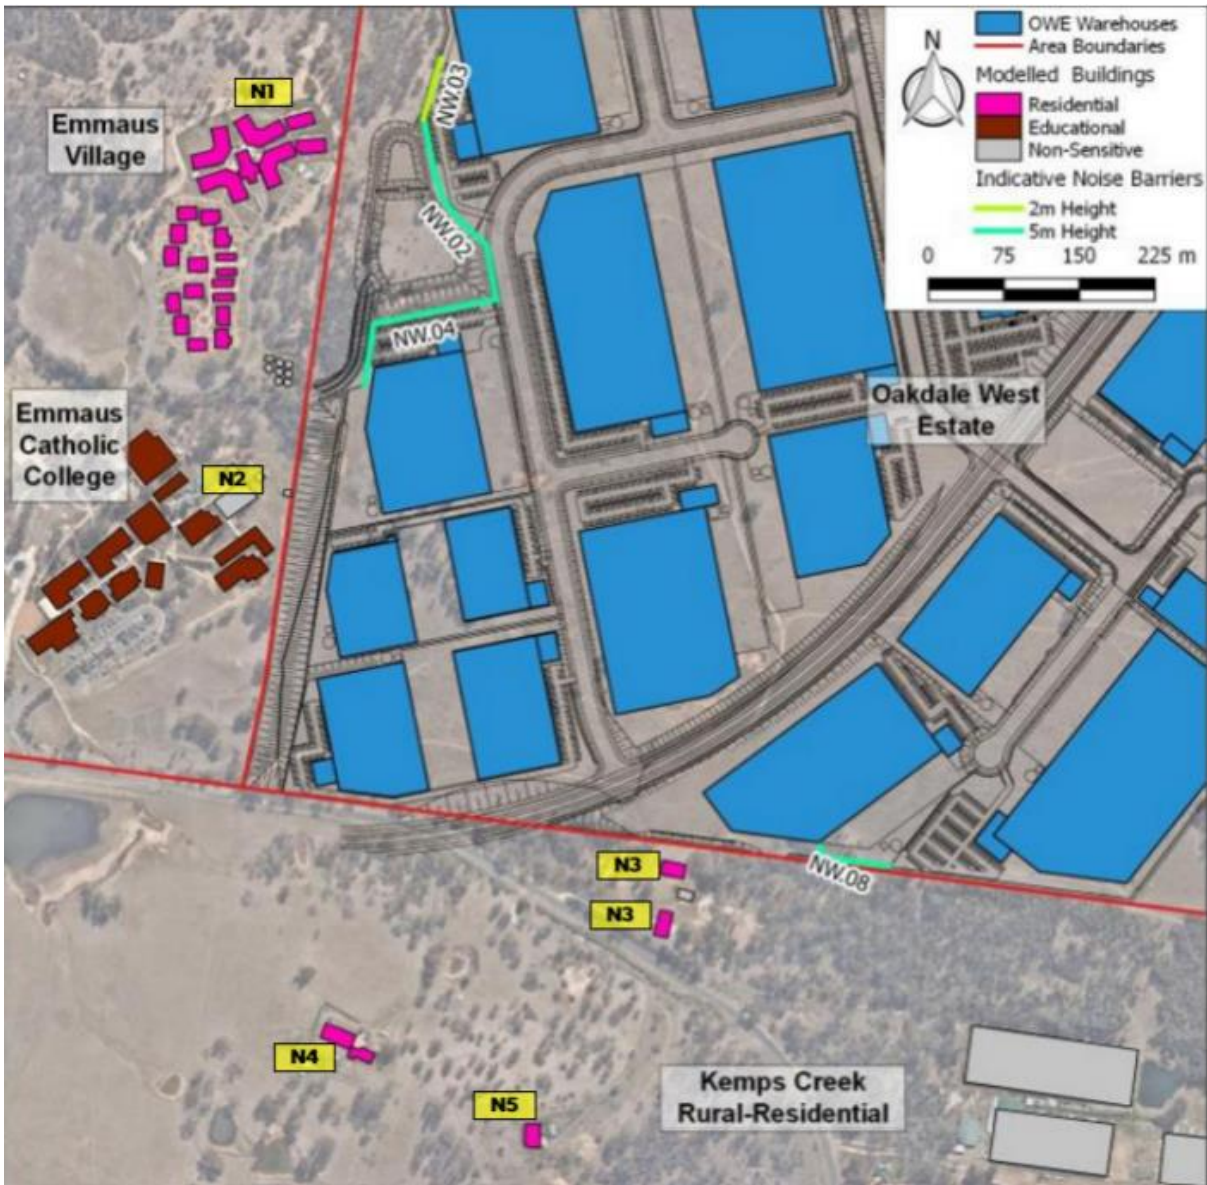 OWE Warehouses
Area Boundaries
Modelled Buildings
Residential
Educational
Non-Sensitive
Indicative Noise Barriers
2m Height
5m Height
0 75 150 225 m
N
N1
Emmaus
Village
NW.03
NW.02
NW.04
Emmaus
Catholic
College
N2
Oakdale West
Estate
N3
NW.08
N3
N4
N5
Kemps Creek
Rural-Residential